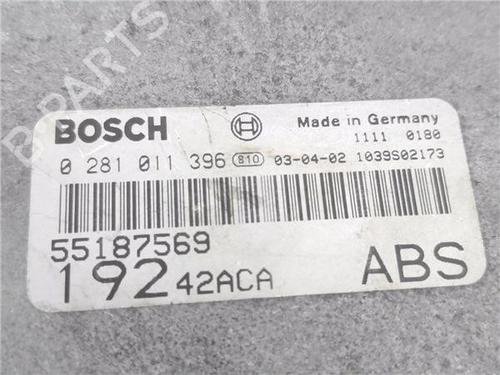 B PARTS
BOSCH
Made in Germany
1111 0180
0 281 011 396 810 03-04-02 1039S02173
55187569
192 42ACA
ABS